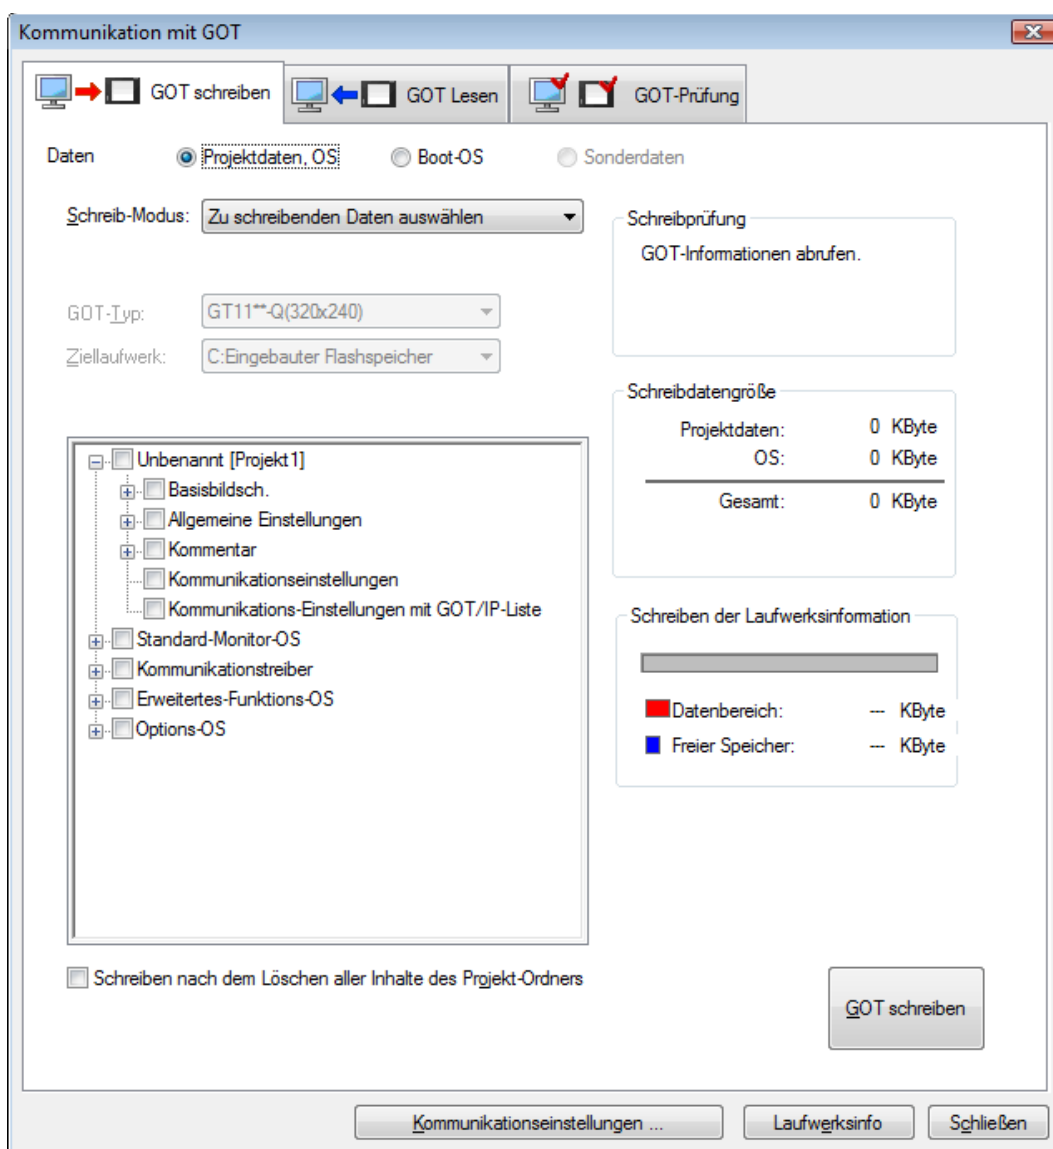 Kommunikation mit GOT
GOT schreiben
GOT Lesen
GOT-Prüfung
Daten
Projektdaten, OS
Boot-OS
Sonderdaten
Schreib-Modus:
Zu schreibenden Daten auswählen
GOT-Typ:
GT11**-Q(320x240)
Ziellaufwerk:
C:Eingebauter Flashspeicher
Schreibprüfung
GOT-Informationen abrufen.
Schreibdatengröße
Projektdaten: 0 KByte
OS: 0 KByte
Gesamt: 0 KByte
Unbenannt [Projekt1]
Basisbildsch.
Allgemeine Einstellungen
Kommentar
Kommunikationseinstellungen
Kommunikations-Einstellungen mit GOT/IP-Liste
Standard-Monitor-OS
Kommunikationstreiber
Erweitertes-Funktions-OS
Options-OS
Schreiben der Laufwerksinformation
Datenbereich: --- KByte
Freier Speicher: --- KByte
Schreiben nach dem Löschen aller Inhalte des Projekt-Ordners
GOT schreiben
Kommunikationseinstellungen ...
Laufwerksinfo
Schließen